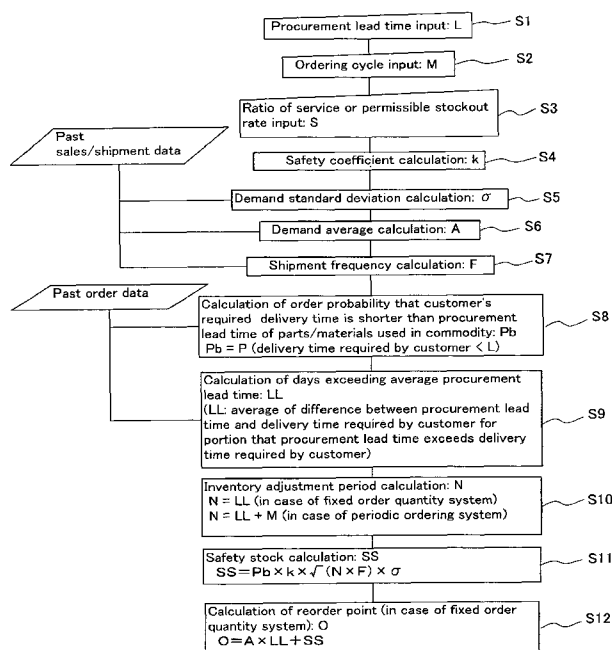 Procurement lead time input: L
S1
Ordering cycle input: M
S2
Ratio of service or permissible stockout
rate input: S
S3
Past
sales/shipment data
Safety coefficient calculation: k
S4
Demand standard deviation calculation: σ
S5
Demand average calculation: A
S6
Shipment frequency calculation: F
S7
Past order data
Calculation of order probability that customer's
required delivery time is shorter than procurement
lead time of parts/materials used in commodity: Pb
Pb = P (delivery time required by customer < L)
S8
Calculation of days exceeding average procurement
lead time: LL
(LL: average of difference between procurement lead
time and delivery time required by customer for
portion that procurement lead time exceeds delivery
time required by customer)
S9
Inventory adjustment period calculation: N
N = LL (in case of fixed order quantity system)
N = LL + M (in case of periodic ordering system)
S10
Safety stock calculation: SS
SS=Pb×k×√(N×F)×σ
S11
Calculation of reorder point (in case of fixed order
quantity system): O
O=A×LL+SS
S12